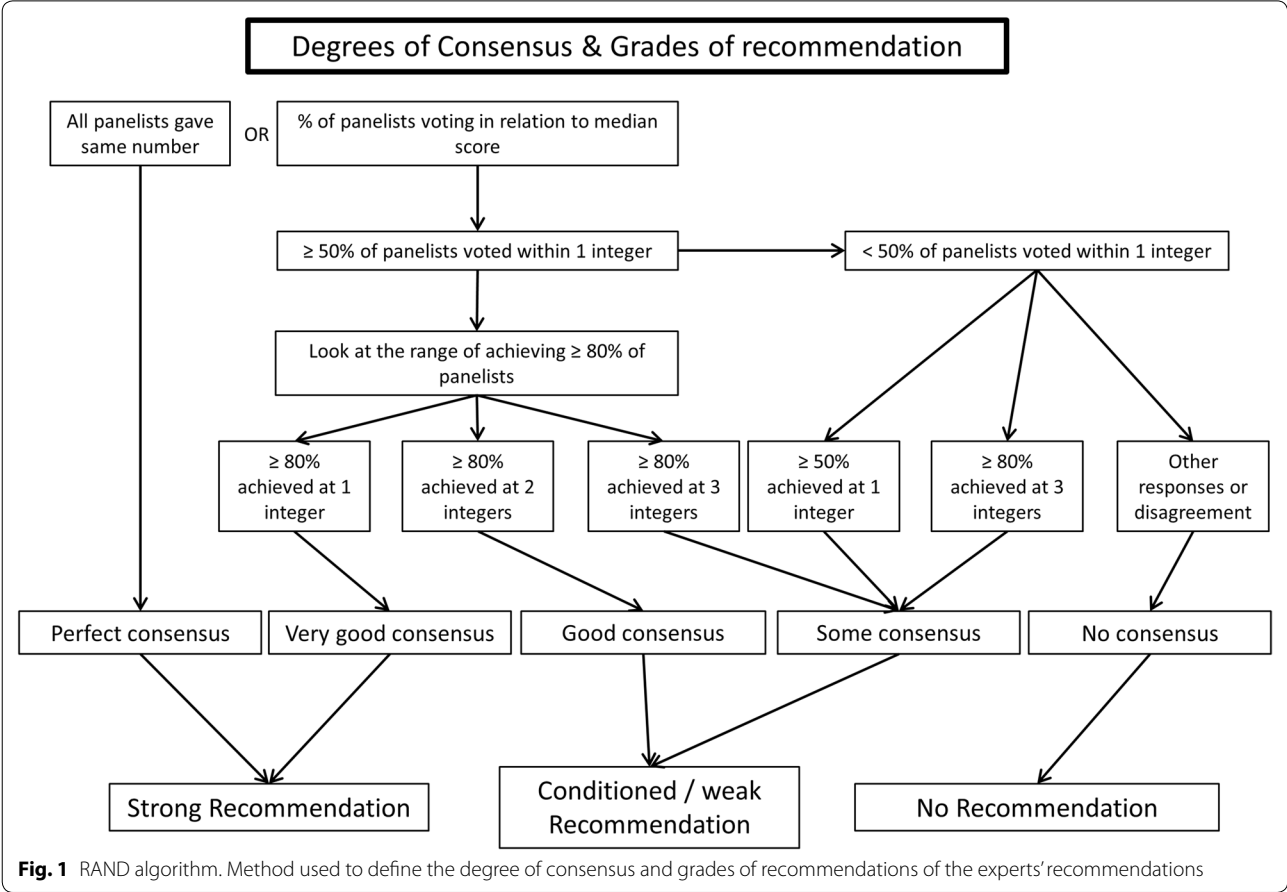 Degrees of Consensus & Grades of recommendation
All panelists gave
same number
OR
% of panelists voting in relation to median
score
≥ 50% of panelists voted within 1 integer
< 50% of panelists voted within 1 integer
Look at the range of achieving ≥ 80% of
panelists
≥ 80%
achieved at 1
integer
≥ 80%
achieved at 2
integers
≥ 80%
achieved at 3
integers
≥ 50%
achieved at 1
integer
≥ 80%
achieved at 3
integers
Other
responses or
disagreement
Perfect consensus
Very good consensus
Good consensus
Some consensus
No consensus
Strong Recommendation
Conditioned / weak
Recommendation
No Recommendation
Fig. 1 RAND algorithm. Method used to define the degree of consensus and grades of recommendations of the experts’ recommendations